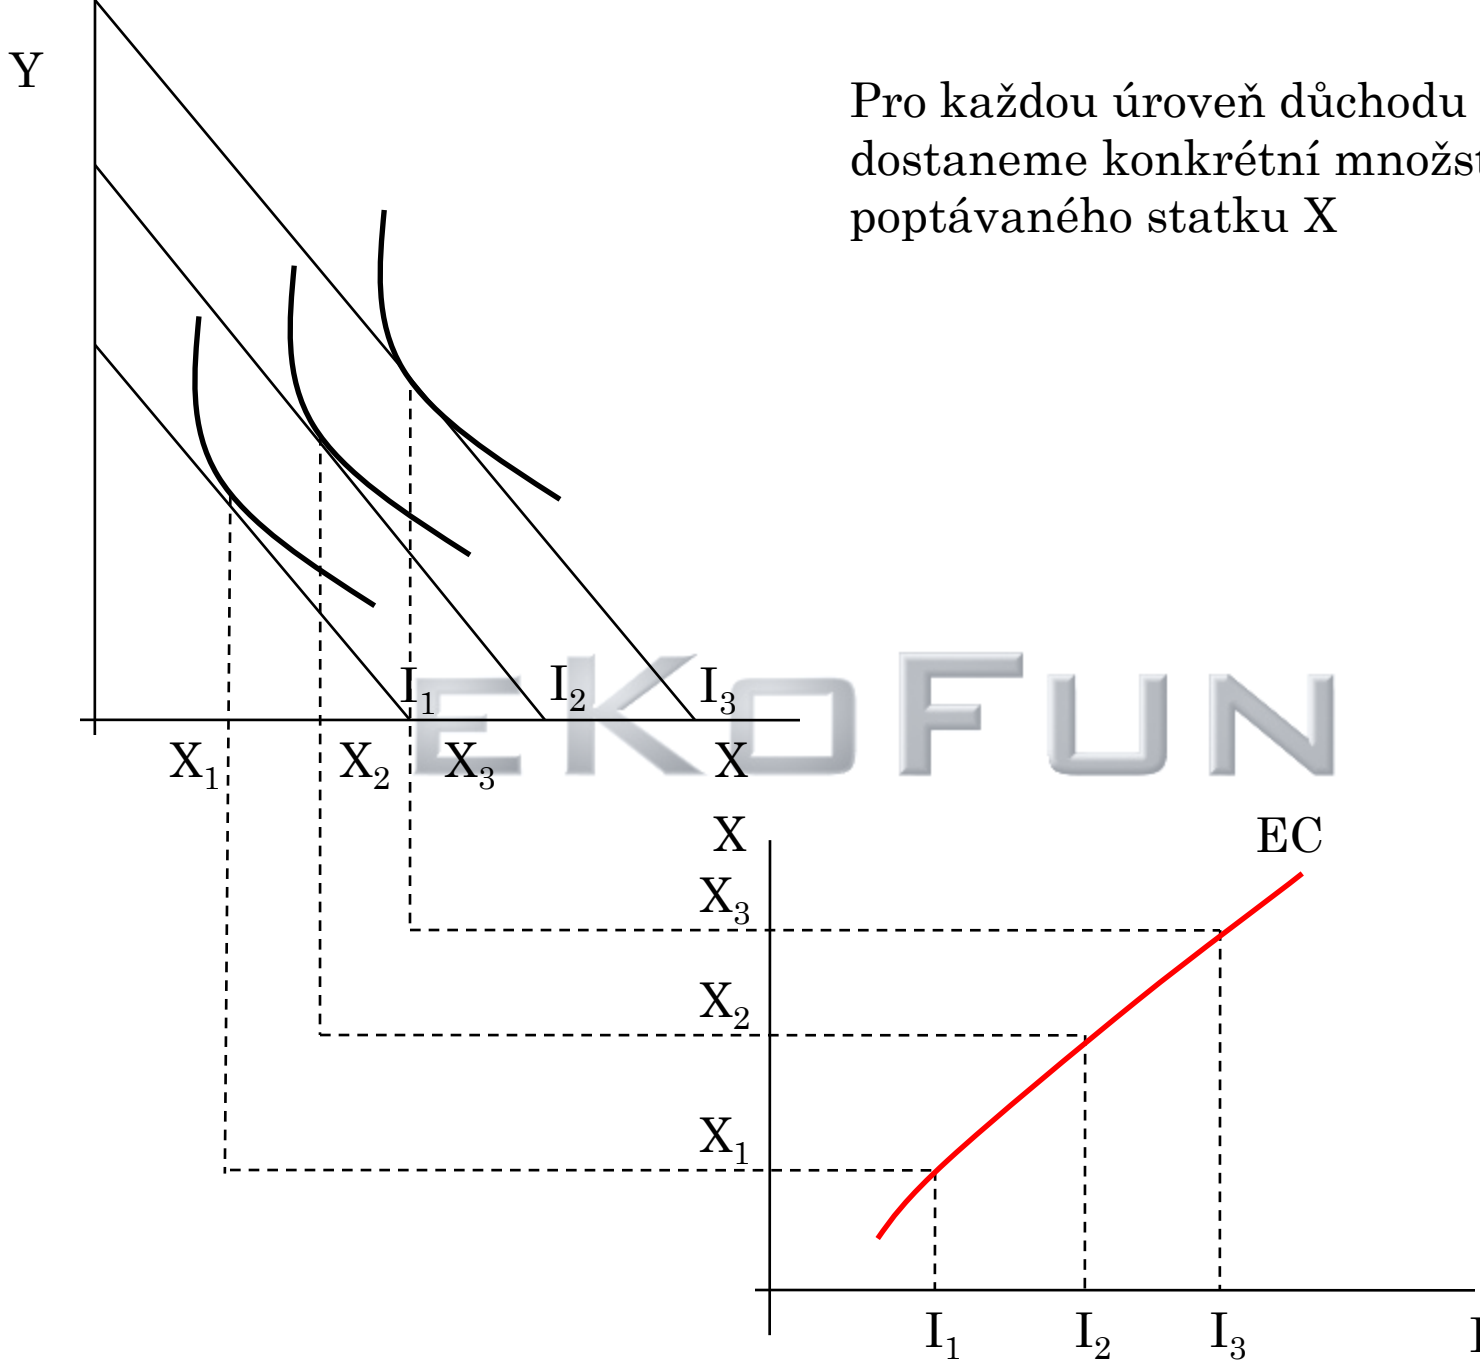 Y
Pro každou úroveň důchodu
dostaneme konkrétní
poptávaného statku X
I₁ I₂ I₃
EKOFUN
X₁ X₂ X₃ X
X
EC
X₃
X₂
X₁
I₁ I₂ I₃